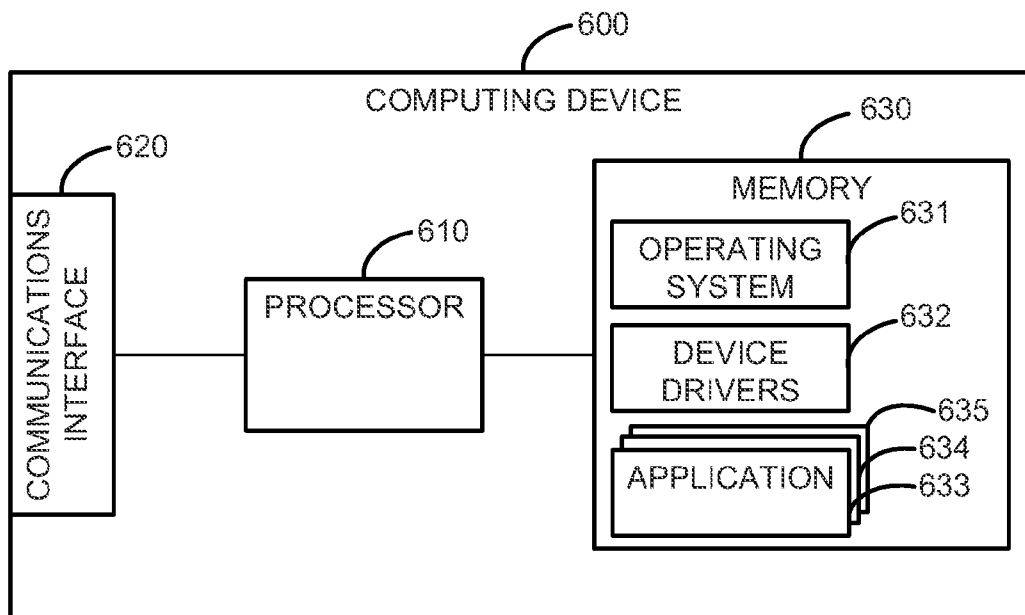 600
COMPUTING DEVICE
620
630
COMMUNICATIONS
INTERFACE
610
PROCESSOR
MEMORY
631
OPERATING
SYSTEM
632
DEVICE
DRIVERS
635
634
APPLICATION
633